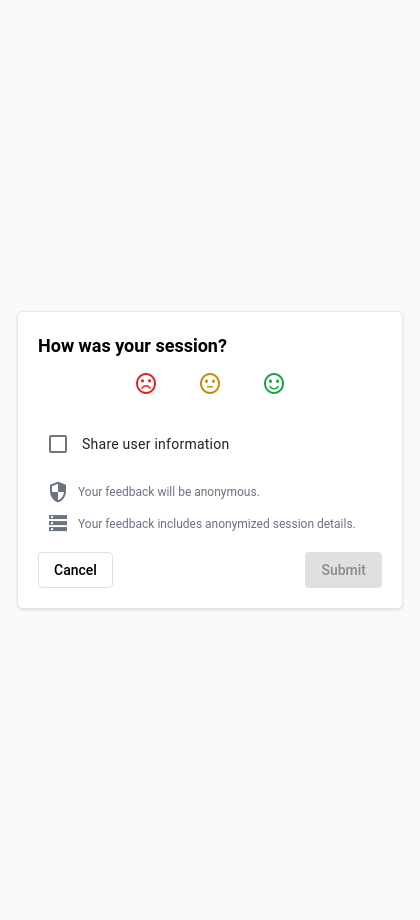 How was your session?
Share user information
Your feedback will be anonymous.
Your feedback includes anonymized session details.
Cancel
Submit